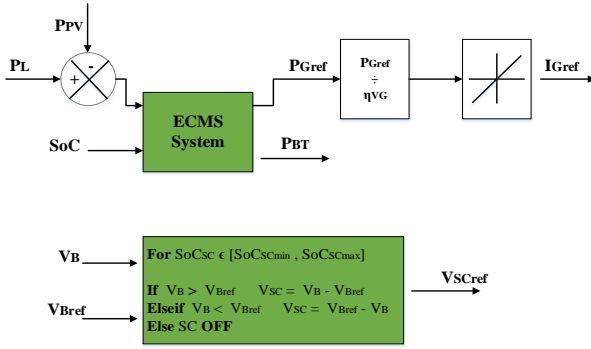 PPV
PL
+
-
ECMS
System
SoC
PGref
PBT
PGref
÷
ηVG
IGref
VB
VBref
For SoCSC ϵ [SoCSCmin , SoCSCmax]
If VB > VBref VSC = VB - VBref
Elseif VB < VBref VSC = VBref - VB
Else SC OFF
VSCref